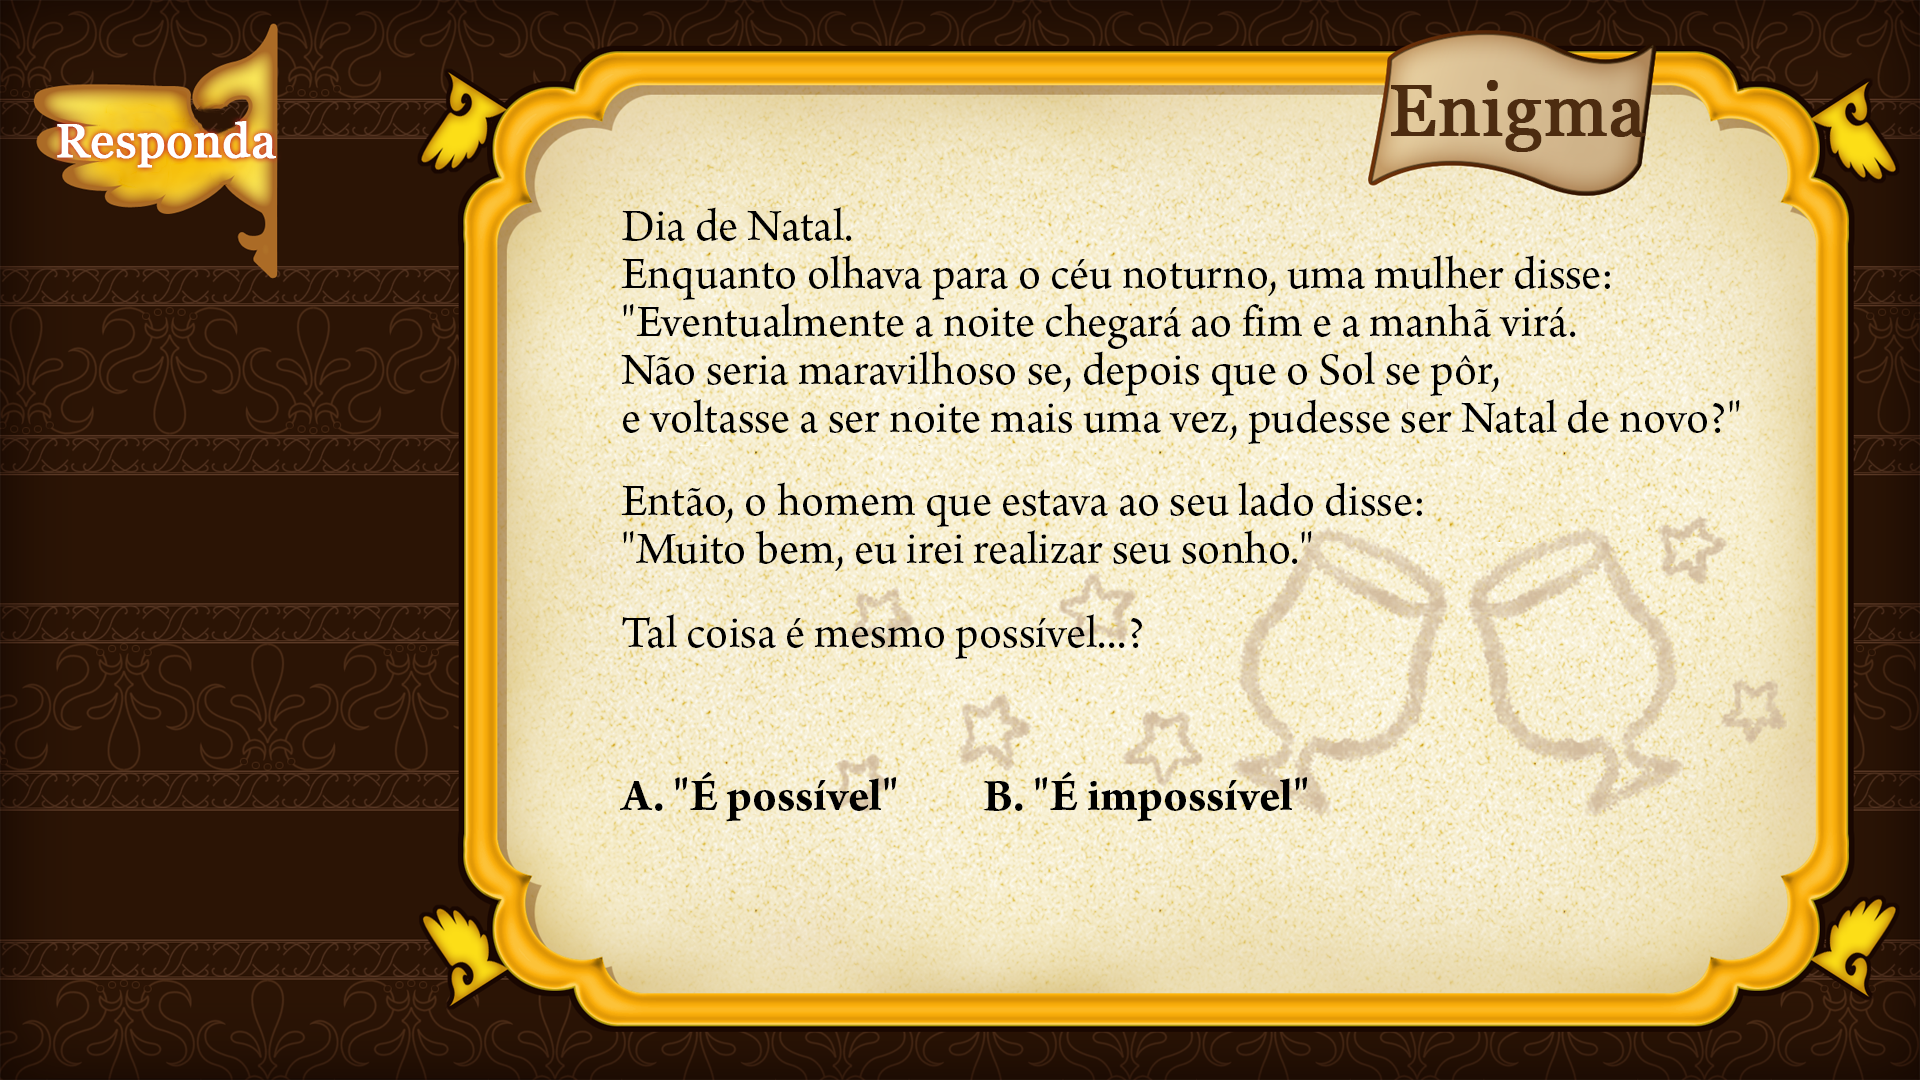 Responda
Enigma
Dia de Natal.
Enquanto olhava para o céu noturno, uma mulher disse:
"Eventualmente a noite chegará ao fim e a manhã virá.
Não seria maravilhoso se, depois que o Sol se pôr,
e voltasse a ser noite mais uma vez, pudesse ser Natal de novo?"
Então, o homem que estava ao seu lado disse:
"Muito bem, eu irei realizar seu sonho."
Tal coisa é mesmo possível...?
A. "É possível" B. "É impossível"